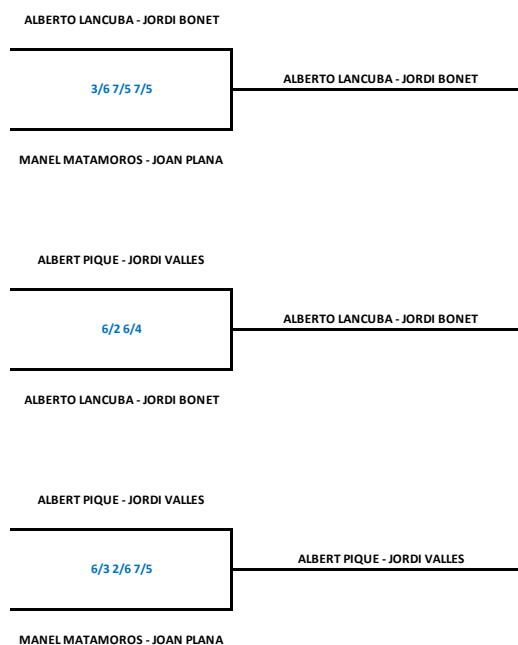 ALBERTO LANCUBA - JORDI BONET
ALBERTO LANCUBA - JORDI BONET
3/6 7/5 7/5
MANEL MATAMOROS - JOAN PLANA
ALBERT PIQUE - JORDI VALLES
ALBERTO LANCUBA - JORDI BONET
6/2 6/4
ALBERTO LANCUBA - JORDI BONET
ALBERT PIQUE - JORDI VALLES
ALBERT PIQUE - JORDI VALLES
6/3 2/6 7/5
MANEL MATAMOROS - JOAN PLANA